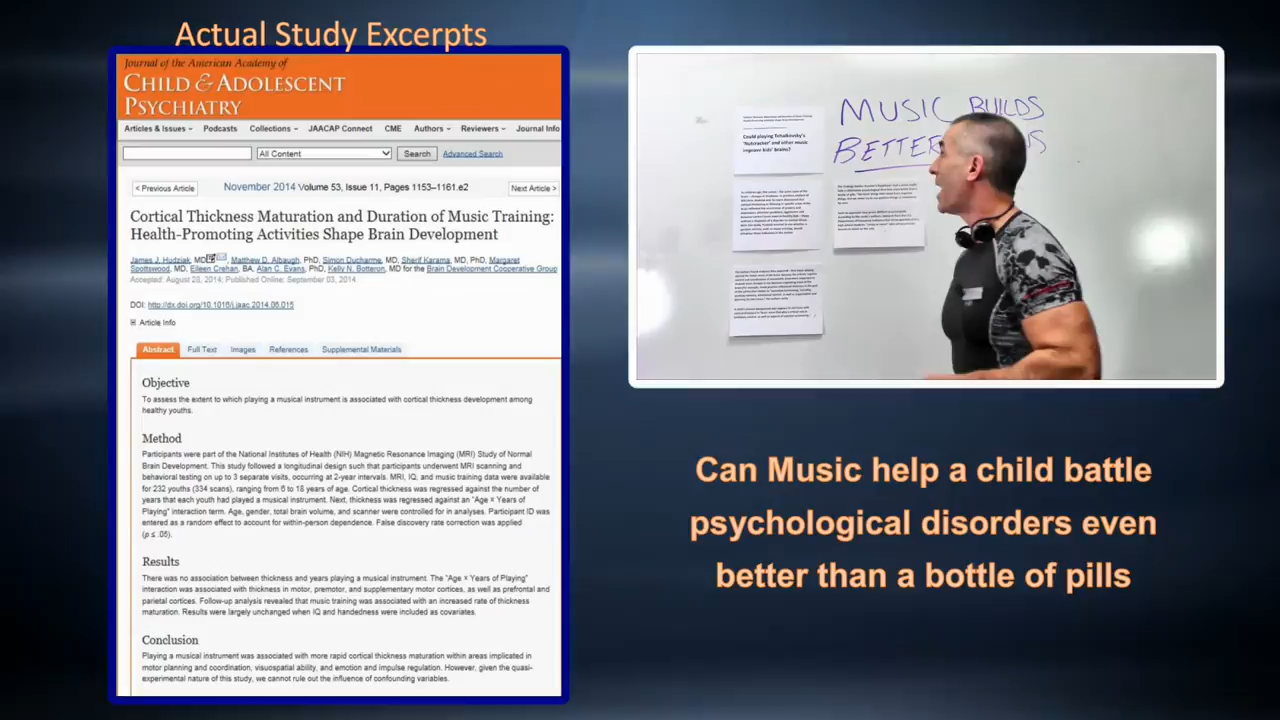 Actual Study Excerpts
Journal of the American Academy of
CHILD & ADOLESCENT
PSYCHIATRY
Articles & Issues Podcasts Collections JAACAP Connect CME Authors Reviewers Journal Info
All Content Search Advanced Search
< Previous Article November 2014 Volume 53, Issue 11, Pages 1153–1161.e2 Next Article >
Cortical Thickness Maturation and Duration of Music Training:
Health-Promoting Activities Shape Brain Development
James J. Hudziak, MD, Matthew D. Albaugh, PhD, Simon Ducharme, MD, Sherif Karama, MD, PhD, Margaret
Spottswood, MD, Eileen Crehan, BA, Alan C. Evans, PhD, Kelly N. Botteron, MD for the Brain Development Cooperative Group
Accepted: August 28, 2014; Published Online: September 03, 2014
DOI: http://dx.doi.org/10.1016/j.jaac.2014.06.015
Article Info
Abstract Full Text Images References Supplemental Materials
Objective
To assess the extent to which playing a musical instrument is associated with cortical thickness development among
healthy youths.
Method
Participants were part of the National Institutes of Health (NIH) Magnetic Resonance Imaging (MRI) Study of Normal
Brain Development. This study followed a longitudinal design such that participants underwent MRI scanning and
behavioral testing on up to 3 separate visits, occurring at 2-year intervals. MRI, IQ, and music training data were available
for 232 youths (334 scans), ranging from 6 to 18 years of age. Cortical thickness was regressed against the number of
years that each youth had played a musical instrument. Next, thickness was regressed against an "Age × Years of
Playing" interaction term. Age, gender, total brain volume, and scanner were controlled for in analyses. Participant ID was
entered as a random effect to account for within-person dependence. False discovery rate correction was applied
(p ≤ .05).
Results
There was no association between thickness and years playing a musical instrument. The "Age × Years of Playing"
interaction was associated with thickness in motor, premotor, and supplementary motor cortices, as well as prefrontal and
parietal cortices. Follow-up analysis revealed that music training was associated with an increased rate of thickness
maturation. Results were largely unchanged when IQ and handedness were included as covariates.
Conclusion
Playing a musical instrument was associated with more rapid cortical thickness maturation within areas implicated in
motor planning and coordination, visuospatial ability, and emotion and impulse regulation. However, given the quasi-
experimental nature of this study, we cannot rule out the influence of confounding variables.
MUSIC BUILDS
BETTER
Could playing Tchaikovsky's
'Nutcracker' and other music
improve kids' brains?
Can Music help a child battle
psychological disorders even
better than a bottle of pills